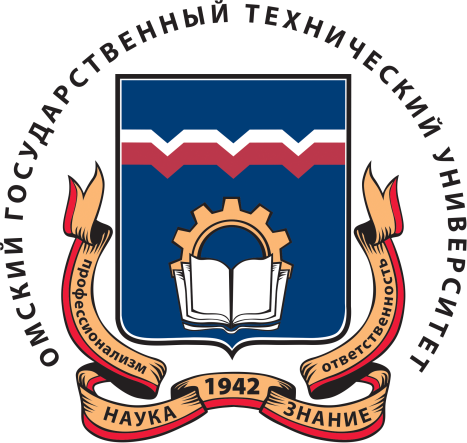 ОМСКИЙ ГОСУДАРСТВЕННЫЙ ТЕХНИЧЕСКИЙ УНИВЕРСИТЕТ
профессионализм
ответственность
НАУКА
1942
ЗНАНИЕ